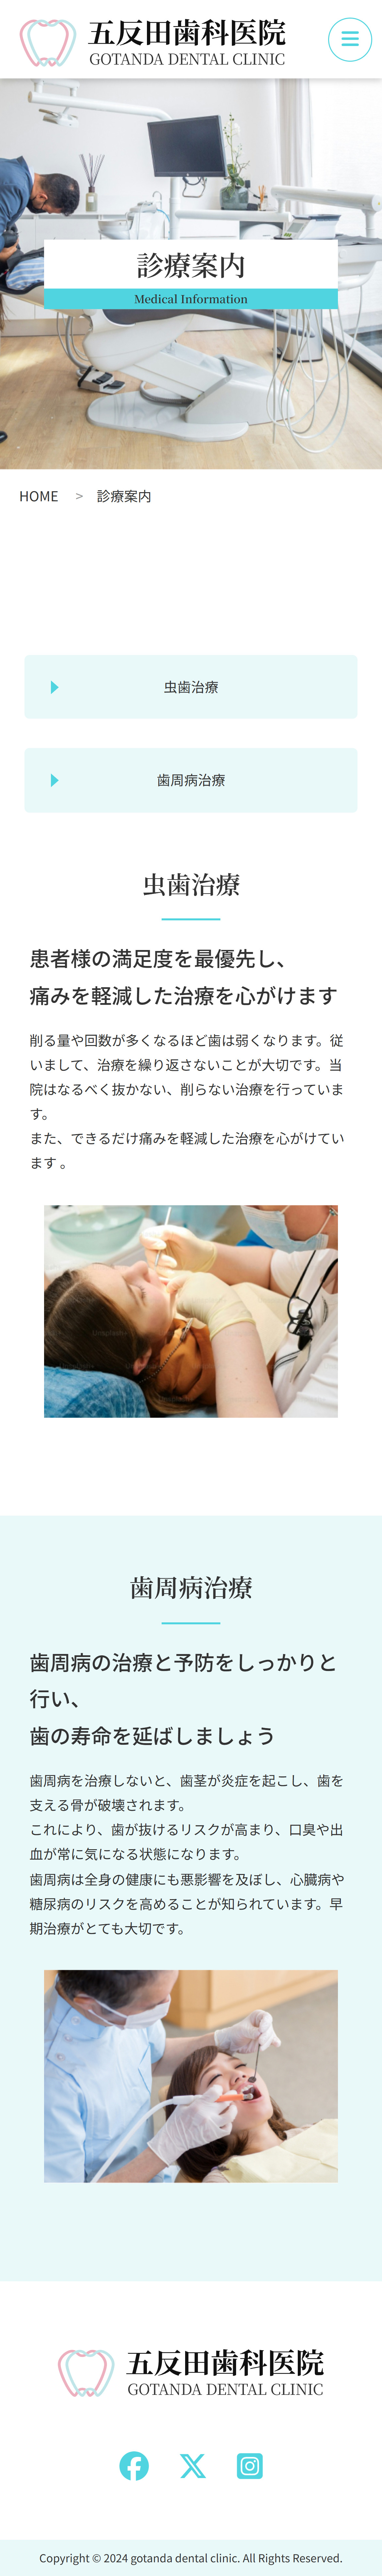 五反田歯科医院
GOTANDA DENTAL CLINIC
診療案内
Medical Information
HOME > 診療案内
虫歯治療
歯周病治療
虫歯治療
患者様の満足度を最優先し、
痛みを軽減した治療を心がけます
削る量や回数が多くなるほど歯は弱くなります。従
いまして、治療を繰り返さないことが大切です。当
院はなるべく抜かない、削らない治療を行っていま
す。
また、できるだけ痛みを軽減した治療を心がけてい
ます 。
歯周病治療
歯周病の治療と予防をしっかりと
行い、
歯の寿命を延ばしましょう
歯周病を治療しないと、歯茎が炎症を起こし、歯を
支える骨が破壊されます。
これにより、歯が抜けるリスクが高まり、口臭や出
血が常に気になる状態になります。
歯周病は全身の健康にも悪影響を及ぼし、心臓病や
糖尿病のリスクを高めることが知られています。早
期治療がとても大切です。
五反田歯科医院
GOTANDA DENTAL CLINIC
Copyright © 2024 gotanda dental clinic. All Rights Reserved.